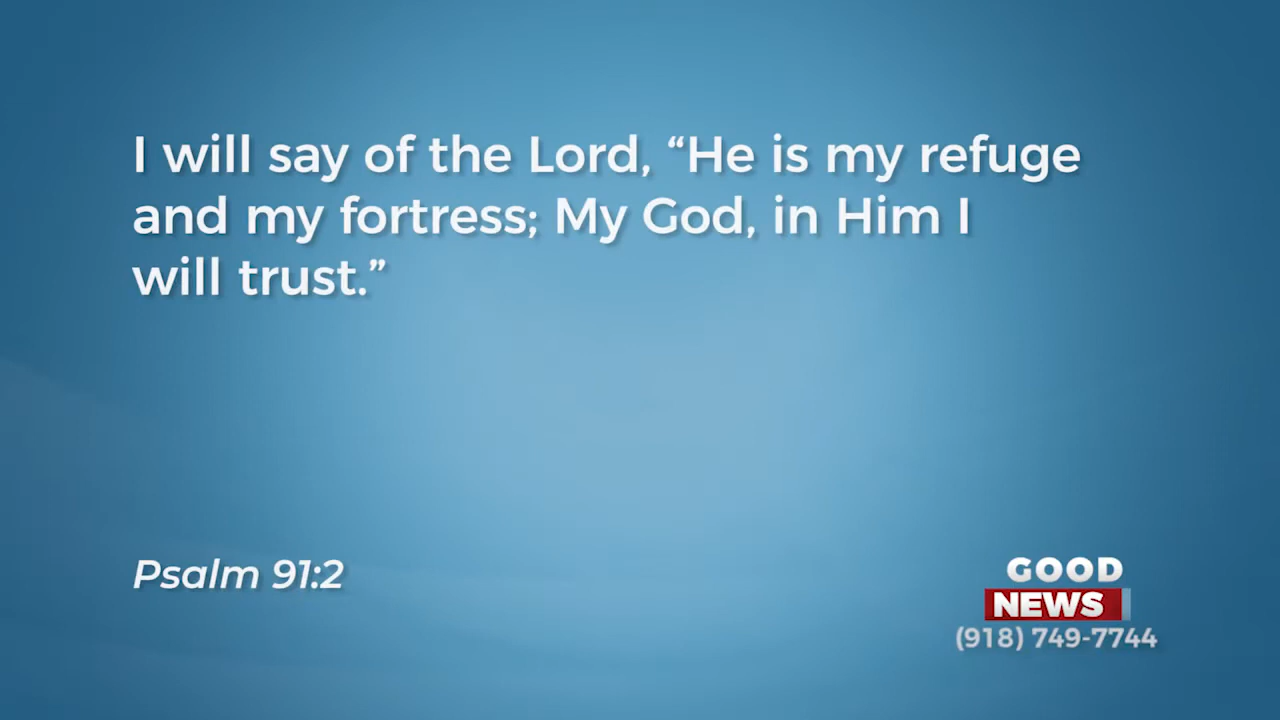 I will say of the Lord, “He is my refuge
and my fortress; My God, in Him I
will trust.”
Psalm 91:2
GOOD
NEWS
(918) 749-7744